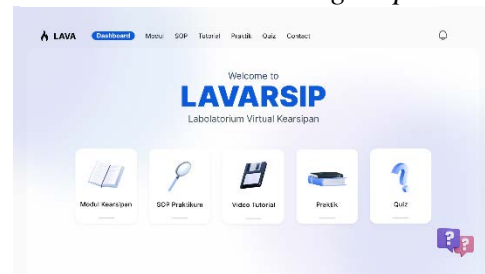 LAVA Dashboard Modul SOP Tutorial Praktik Quiz Contact
Welcome to
LAVARSIP
Labolatorium Virtual Kearsipan
Modul Kearsipan SOP Praktikum Video Tutorial Praktik Quiz